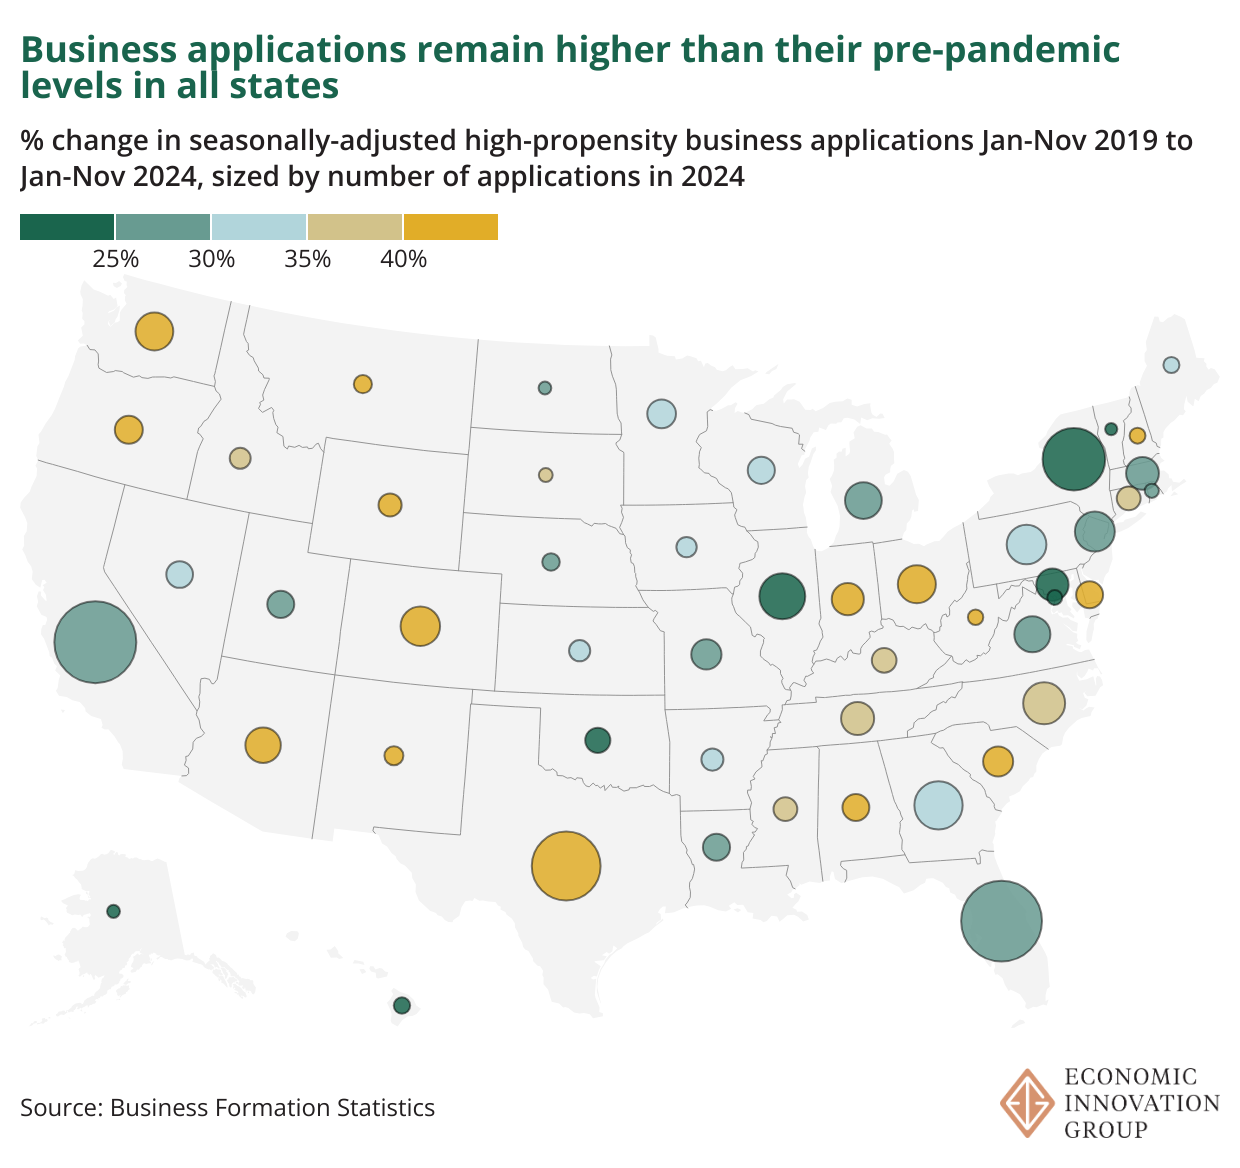 Business applications remain higher than their pre-pandemic
levels in all states
% change in seasonally-adjusted high-propensity business applications Jan-Nov 2019 to
Jan-Nov 2024, sized by number of applications in 2024
25% 30% 35% 40%
Source: Business Formation Statistics
ECONOMIC
INNOVATION
GROUP